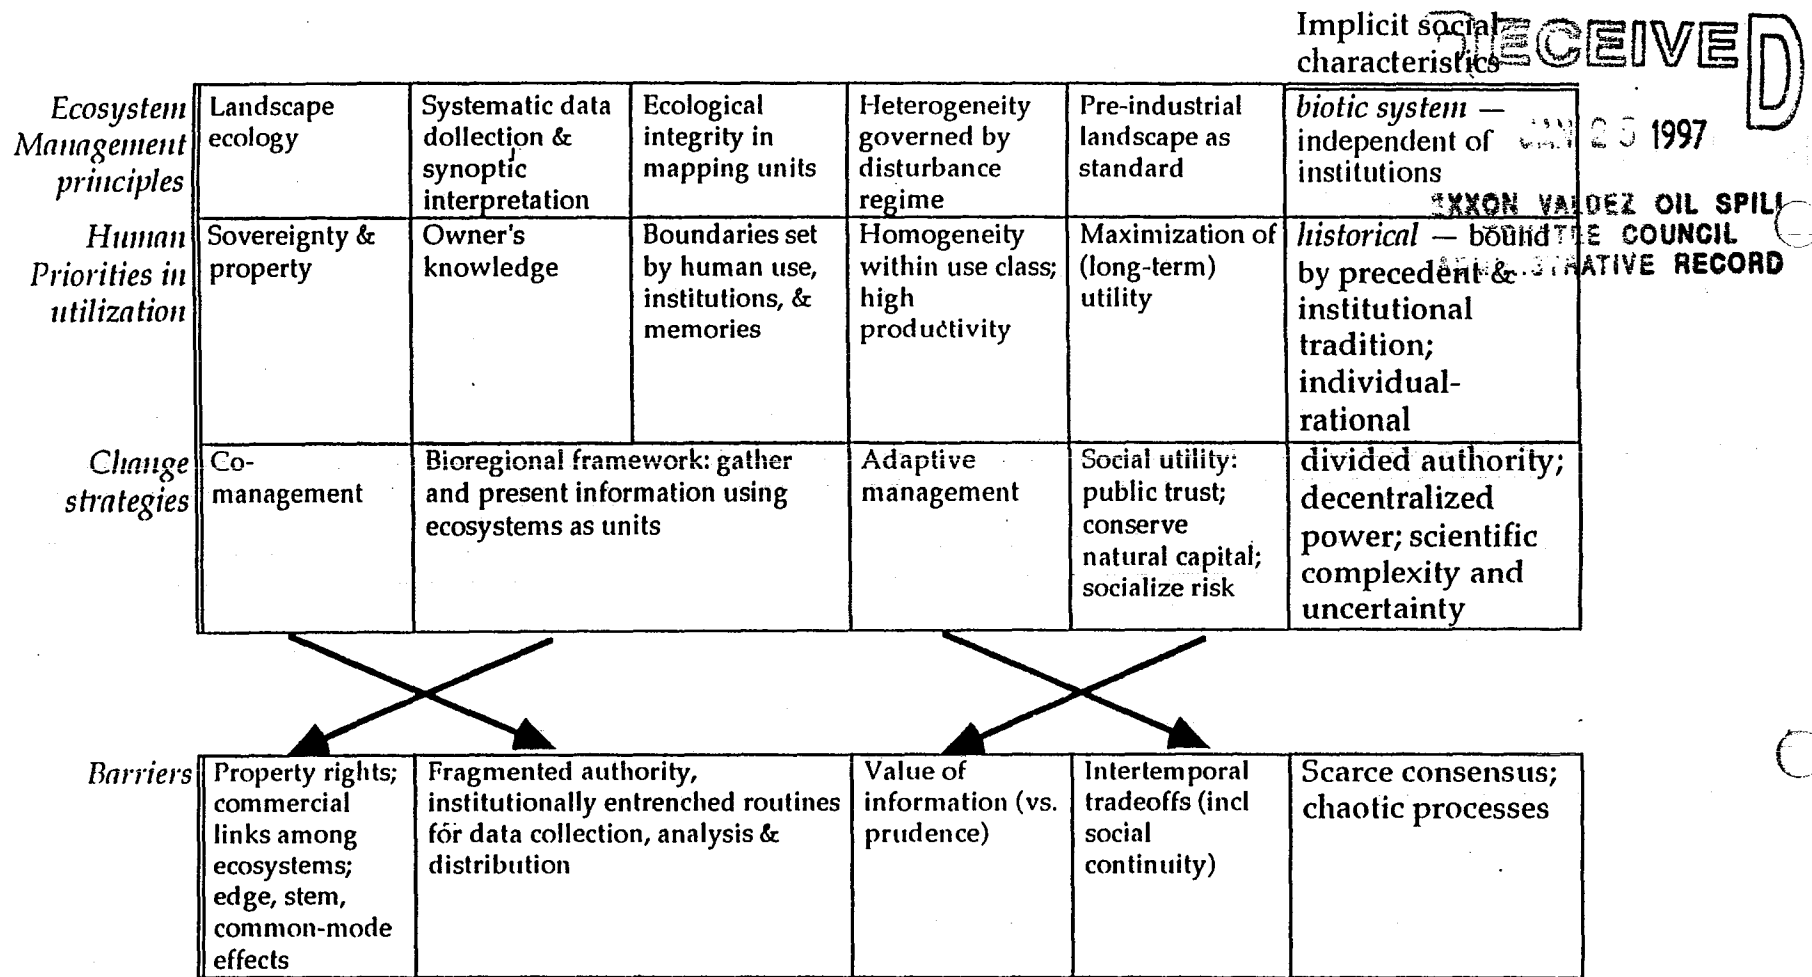 Implicit social
characteristics
RECEIVED
JAN 25 1997
EXXON VALDEZ OIL SPILL
COUNCIL
RECORD
Ecosystem
Management
principles
Landscape
ecology
Systematic data
dollection &
synoptic
interpretation
Ecological
integrity in
mapping units
Heterogeneity
governed by
disturbance
regime
Pre-industrial
landscape as
standard
biotic system —
independent of
institutions
Human
Priorities in
utilization
Sovereignty &
property
Owner's
knowledge
Boundaries set
by human use,
institutions, &
memories
Homogeneity
within use class;
high
productivity
Maximization of
(long-term)
utility
historical — bound
by precedent &
institutional
tradition;
individual-
rational
Change
strategies
Co-
management
Bioregional framework: gather
and present information using
ecosystems as units
Adaptive
management
Social utility:
public trust;
conserve
natural capital;
socialize risk
divided authority;
decentralized
power; scientific
complexity and
uncertainty
Barriers
Property rights;
commercial
links among
ecosystems;
edge, stem,
common-mode
effects
Fragmented authority,
institutionally entrenched routines
for data collection, analysis &
distribution
Value of
information (vs.
prudence)
Intertemporal
tradeoffs (incl
social
continuity)
Scarce consensus;
chaotic processes